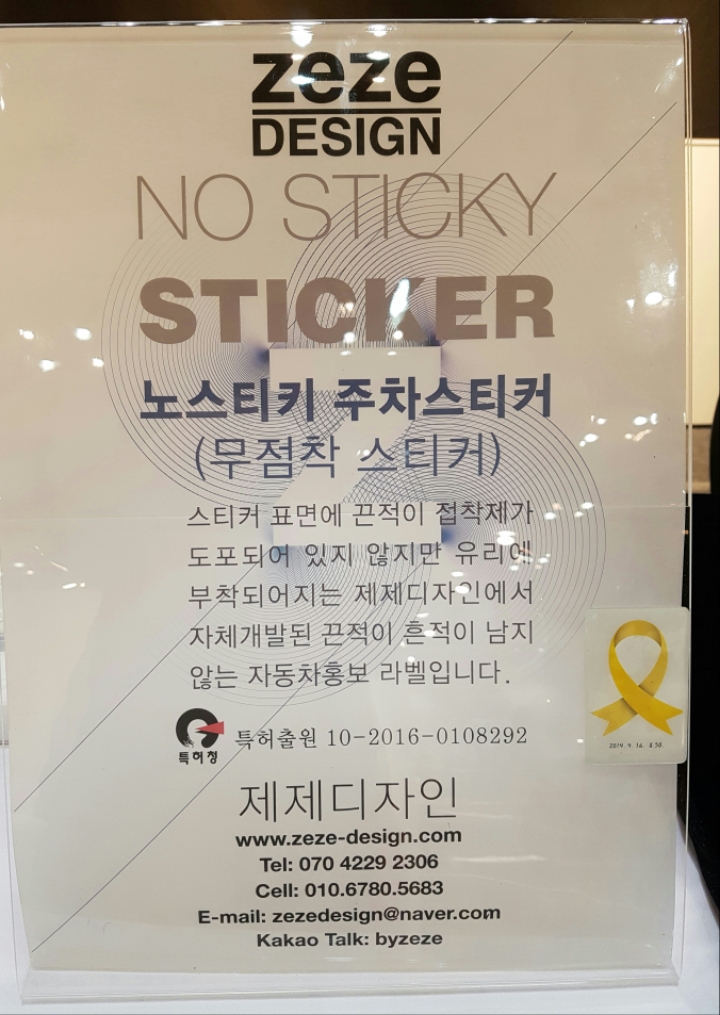 zeze
DESIGN
NO STICKY
STICKER
노스티키 주차스티커
(무점착 스티커)
스티커 표면에 끈적이 접착제가
도포되어 있지 않지만 유리에
부착되어지는 제제디자인에서
자체개발된 끈적이 흔적이 남지
않는 자동차홍보 라벨입니다.
특허청 특허출원 10-2016-0108292
제제디자인
www.zeze-design.com
Tel: 070 4229 2306
Cell: 010.6780.5683
E-mail: zezedesign@naver.com
Kakao Talk: byzeze